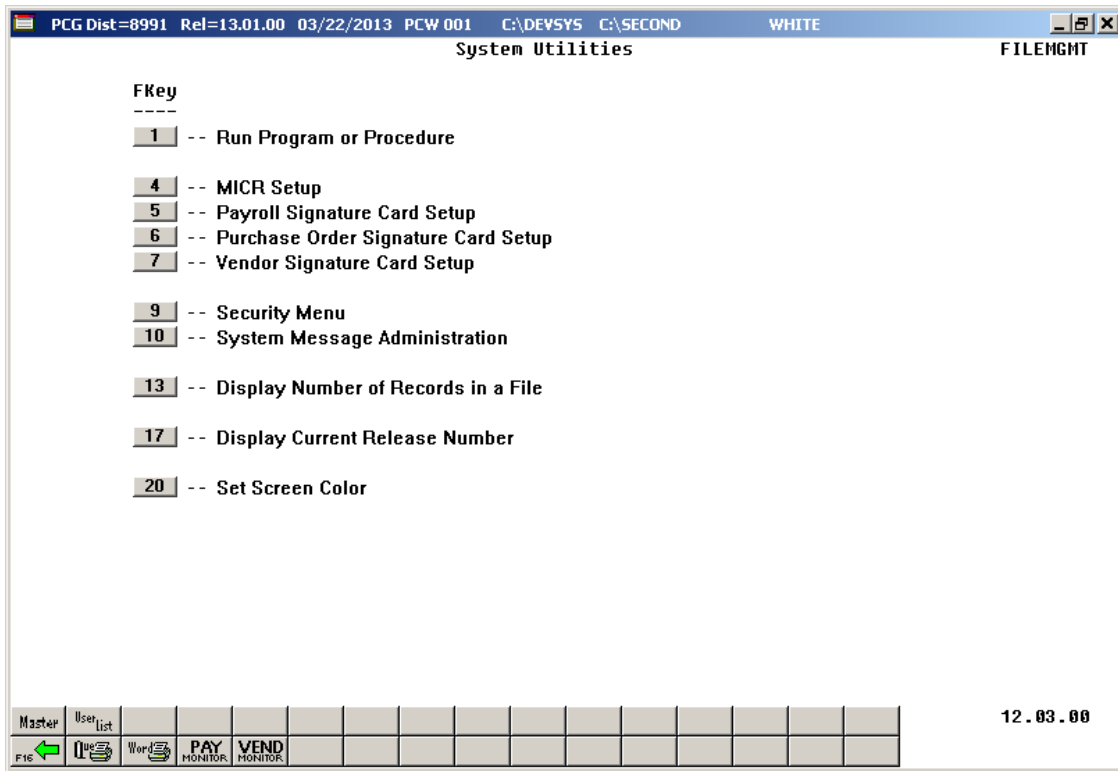 PCG Dist=8991 Rel=13.01.00 03/22/2013 PCW 001 C:\DEVSYS C:\SECOND WHITE
System Utilities FILEMGMT
FKey
----
1 -- Run Program or Procedure
4 -- MICR Setup
5 -- Payroll Signature Card Setup
6 -- Purchase Order Signature Card Setup
7 -- Vendor Signature Card Setup
9 -- Security Menu
10 -- System Message Administration
13 -- Display Number of Records in a File
17 -- Display Current Release Number
20 -- Set Screen Color
Master User List 12.03.00
F16 Que Word PAY MONITOR VEND MONITOR